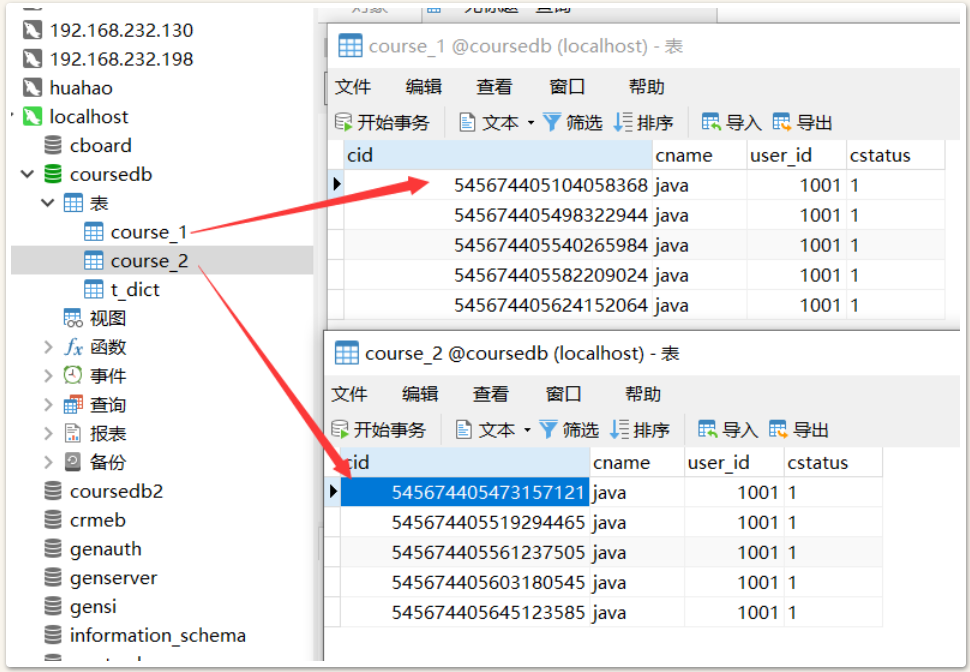 192.168.232.130
192.168.232.198
huahao
localhost
cboard
coursedb
表
course_1
course_2
t_dict
视图
fx 函数
事件
查询
报表
备份
coursedb2
crmeb
genauth
genserver
gensi
information_schema
course_1 @coursedb (localhost) - 表
文件 编辑 查看 窗口 帮助
开始事务 文本 筛选 排序 导入 导出
cid cname user_id cstatus
545674405104058368 java 1001 1
545674405498322944 java 1001 1
545674405540265984 java 1001 1
545674405582209024 java 1001 1
545674405624152064 java 1001 1
course_2 @coursedb (localhost) - 表
文件 编辑 查看 窗口 帮助
开始事务 文本 筛选 排序 导入 导出
cid cname user_id cstatus
545674405473157121 java 1001 1
545674405519294465 java 1001 1
545674405561237505 java 1001 1
545674405603180545 java 1001 1
545674405645123585 java 1001 1